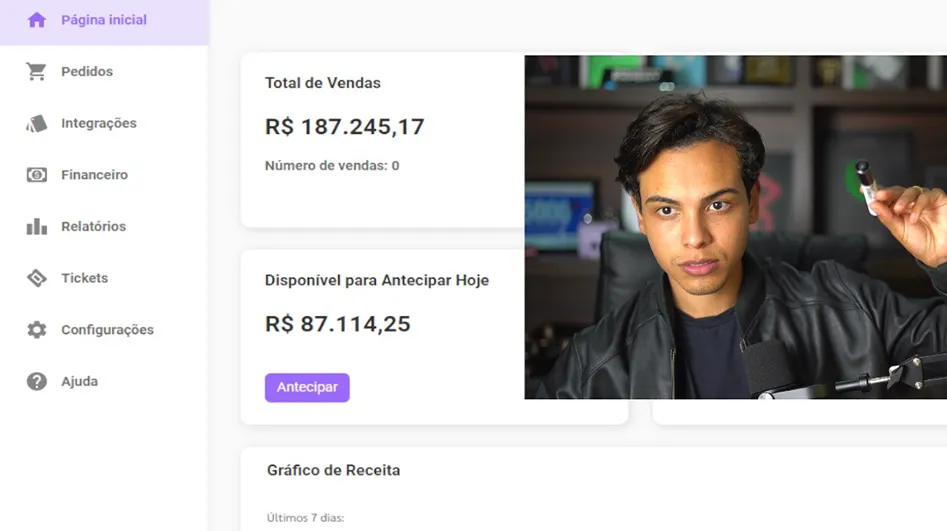 Página inicial
Pedidos
Integrações
Financeiro
Relatórios
Tickets
Configurações
Ajuda
Total de Vendas
R$ 187.245,17
Número de vendas: 0
Disponível para Antecipar Hoje
R$ 87.114,25
Antecipar
Gráfico de Receita
Últimos 7 dias: